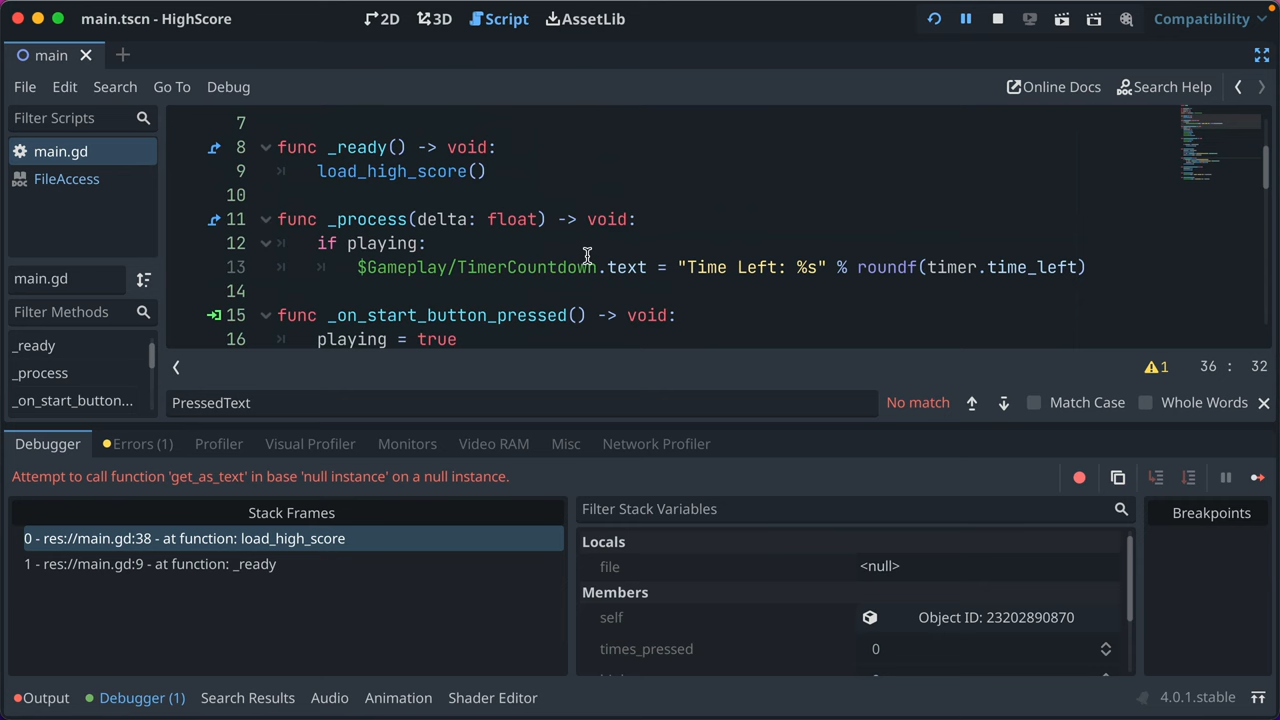 main.tscn - HighScore
2D 3D Script AssetLib
Compatibility
main
File Edit Search Go To Debug
Online Docs Search Help
Filter Scripts
main.gd
FileAccess
main.gd
Filter Methods
_ready
_process
_on_start_button...
7
8 func _ready() -> void:
9 load_high_score()
10
11 func _process(delta: float) -> void:
12 if playing:
13 $Gameplay/TimerCountdown.text = "Time Left: %s" % roundf(timer.time_left)
14
15 func _on_start_button_pressed() -> void:
16 playing = true
1 36 : 32
PressedText
No match Match Case Whole Words
Debugger Errors (1) Profiler Visual Profiler Monitors Video RAM Misc Network Profiler
Attempt to call function 'get_as_text' in base 'null instance' on a null instance.
Stack Frames
0 - res://main.gd:38 - at function: load_high_score
1 - res://main.gd:9 - at function: _ready
Filter Stack Variables
Locals
file <null>
Members
self Object ID: 23202890870
times_pressed 0
Breakpoints
Output Debugger (1) Search Results Audio Animation Shader Editor
4.0.1.stable